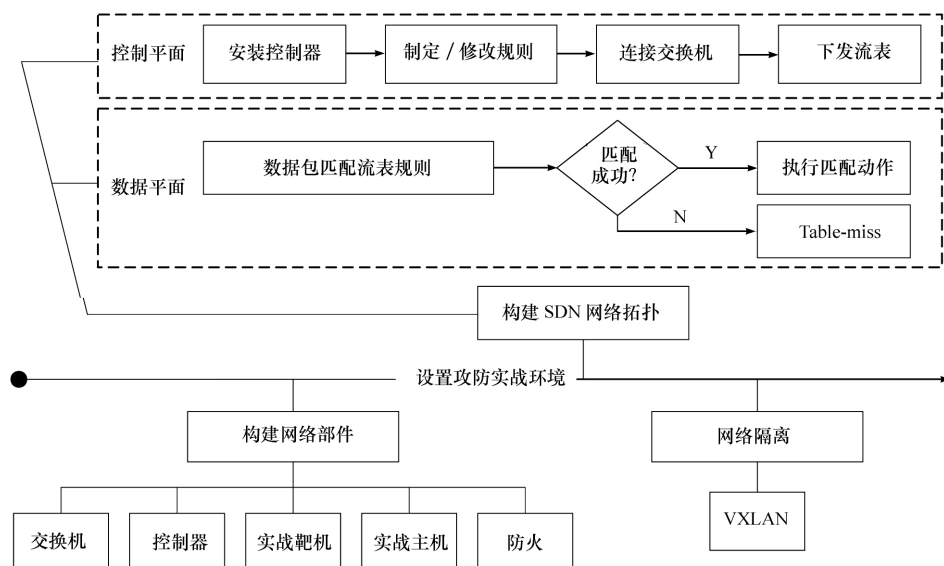 控制平面
安装控制器
制定/修改规则
连接交换机
下发流表
数据平面
数据包匹配流表规则
匹配
成功?
Y
执行匹配动作
N
Table-miss
构建 SDN 网络拓扑
设置攻防实战环境
构建网络部件
网络隔离
交换机
控制器
实战靶机
实战主机
防火
VXLAN